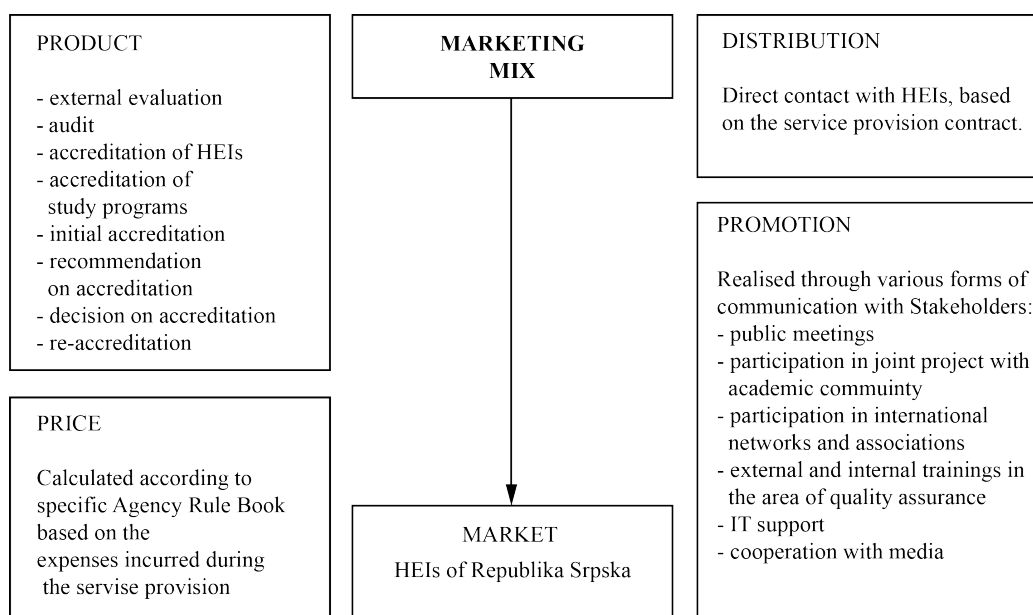 PRODUCT
- external evaluation
- audit
- accreditation of HEIs
- accreditation of
study programs
- initial accreditation
- recommendation
on accreditation
- decision on accreditation
- re-accreditation
PRICE
Calculated according to
specific Agency Rule Book
based on the
expenses incurred during
the servise provision
MARKETING
MIX
MARKET
HEIs of Republika Srpska
DISTRIBUTION
Direct contact with HEIs, based
on the service provision contract.
PROMOTION
Realised through various forms of
communication with Stakeholders:
- public meetings
- participation in joint project with
academic commuinty
- participation in international
networks and associations
- external and internal trainings in
the area of quality assurance
- IT support
- cooperation with media